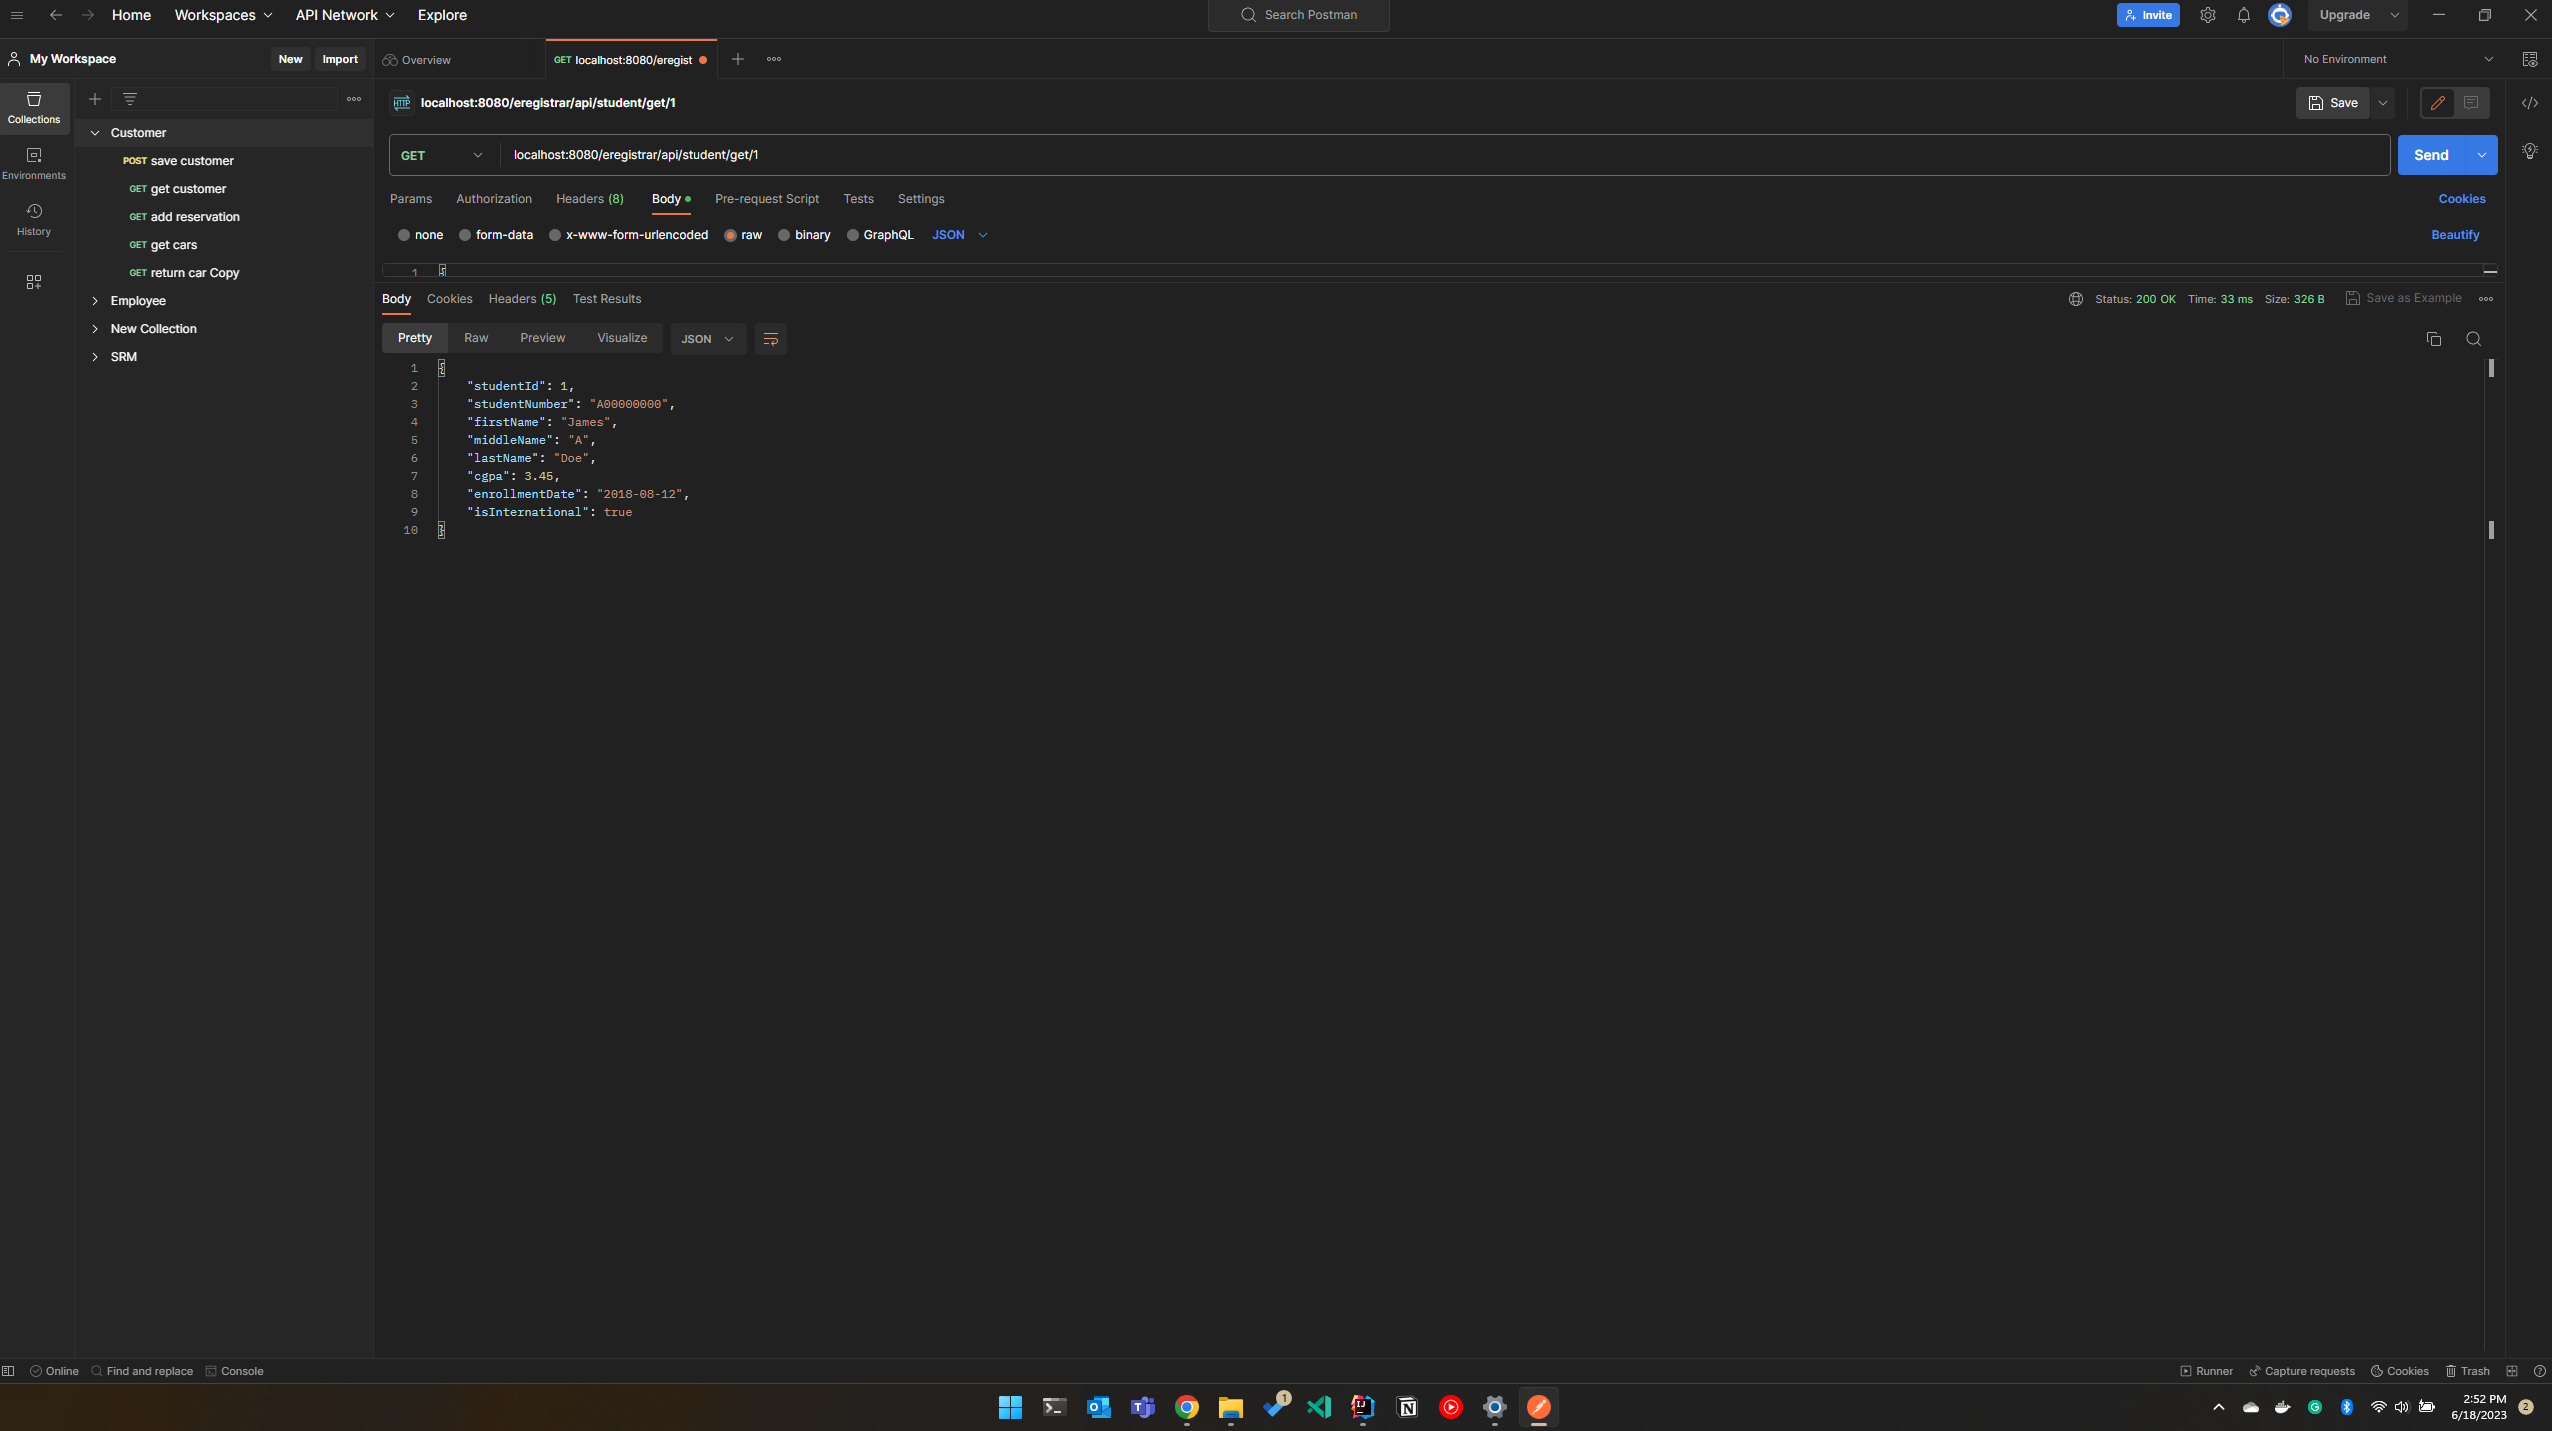 Home Workspaces API Network Explore Search Postman Invite Upgrade
My Workspace New Import Overview GET localhost:8080/eregist No Environment
HTTP localhost:8080/eregistrar/api/student/get/1 Save
Collections
Environments
History
Customer
POST save customer
GET get customer
GET add reservation
GET get cars
GET return car Copy
Employee
New Collection
SRM
GET localhost:8080/eregistrar/api/student/get/1 Send
Params Authorization Headers (8) Body Pre-request Script Tests Settings Cookies
none form-data x-www-form-urlencoded raw binary GraphQL JSON Beautify
1 {
Body Cookies Headers (5) Test Results Status: 200 OK Time: 33 ms Size: 326 B Save as Example
Pretty Raw Preview Visualize JSON
1 {
2 "studentId": 1,
3 "studentNumber": "A00000000",
4 "firstName": "James",
5 "middleName": "A",
6 "lastName": "Doe",
7 "cgpa": 3.45,
8 "enrollmentDate": "2018-08-12",
9 "isInternational": true
10 }
Online Find and replace Console Runner Capture requests Cookies Trash
1
2:52 PM
6/18/2023
2